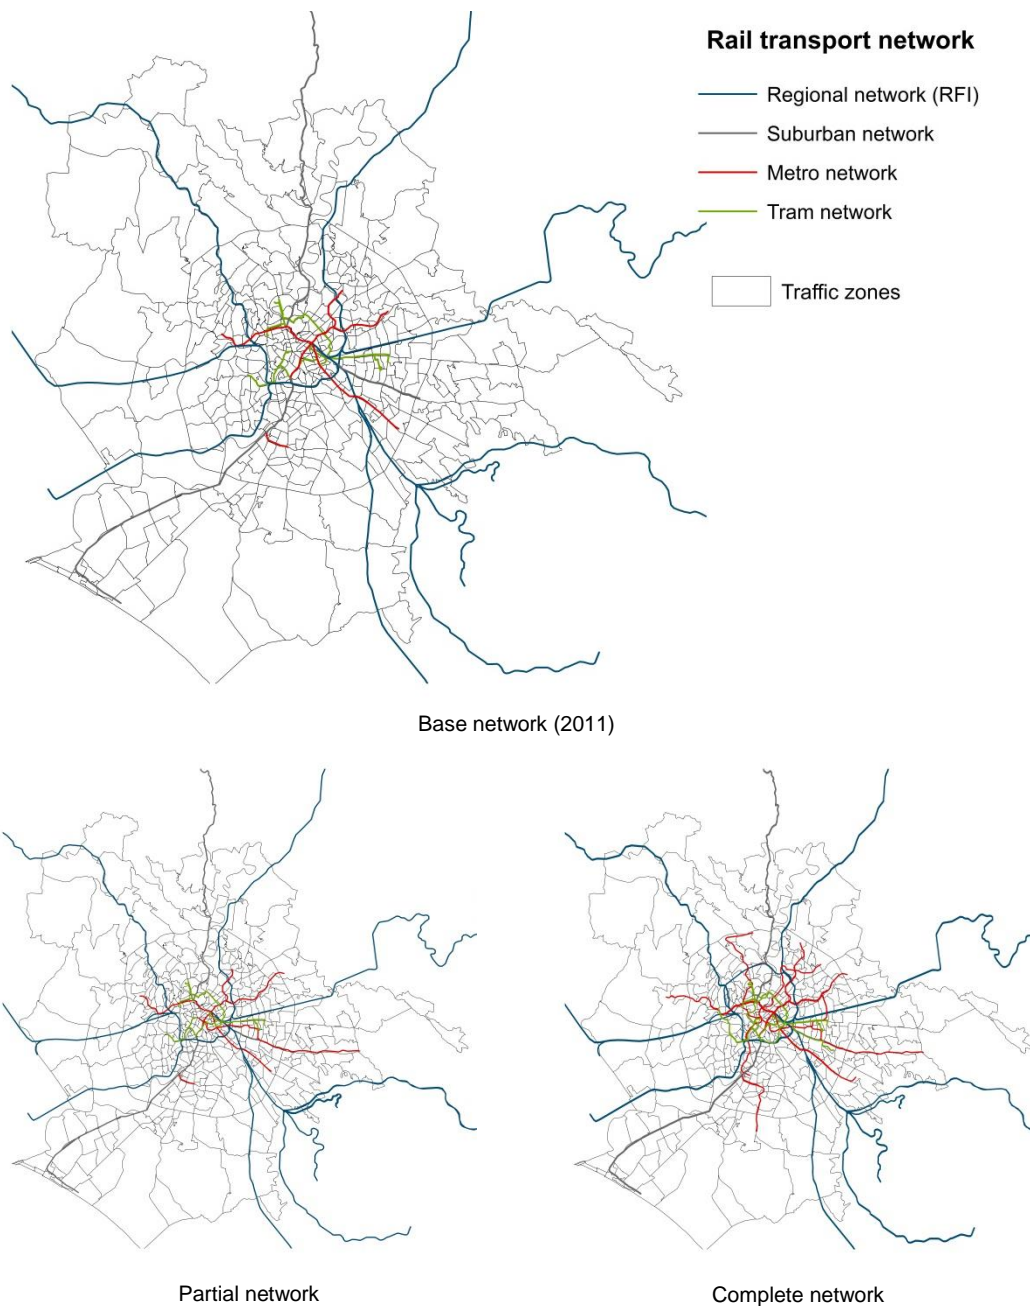 Rail transport network
Regional network (RFI)
Suburban network
Metro network
Tram network
Traffic zones
Base network (2011)
Partial network
Complete network